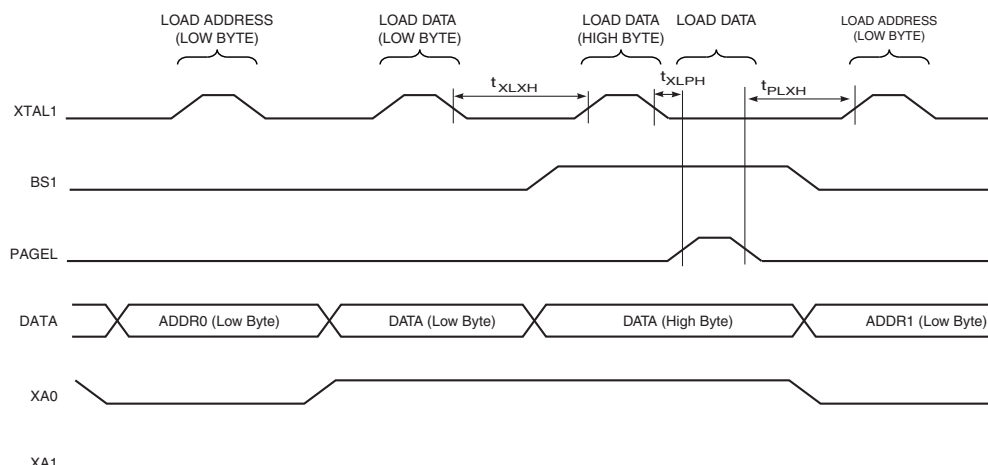 LOAD ADDRESS
(LOW BYTE)
LOAD DATA
(LOW BYTE)
LOAD DATA
(HIGH BYTE)
LOAD DATA
LOAD ADDRESS
(LOW BYTE)
tXLXH
tXLPH
tPLXH
XTAL1
BS1
PAGEL
DATA
ADDR0 (Low Byte)
DATA (Low Byte)
DATA (High Byte)
ADDR1 (Low Byte)
XA0
XA1